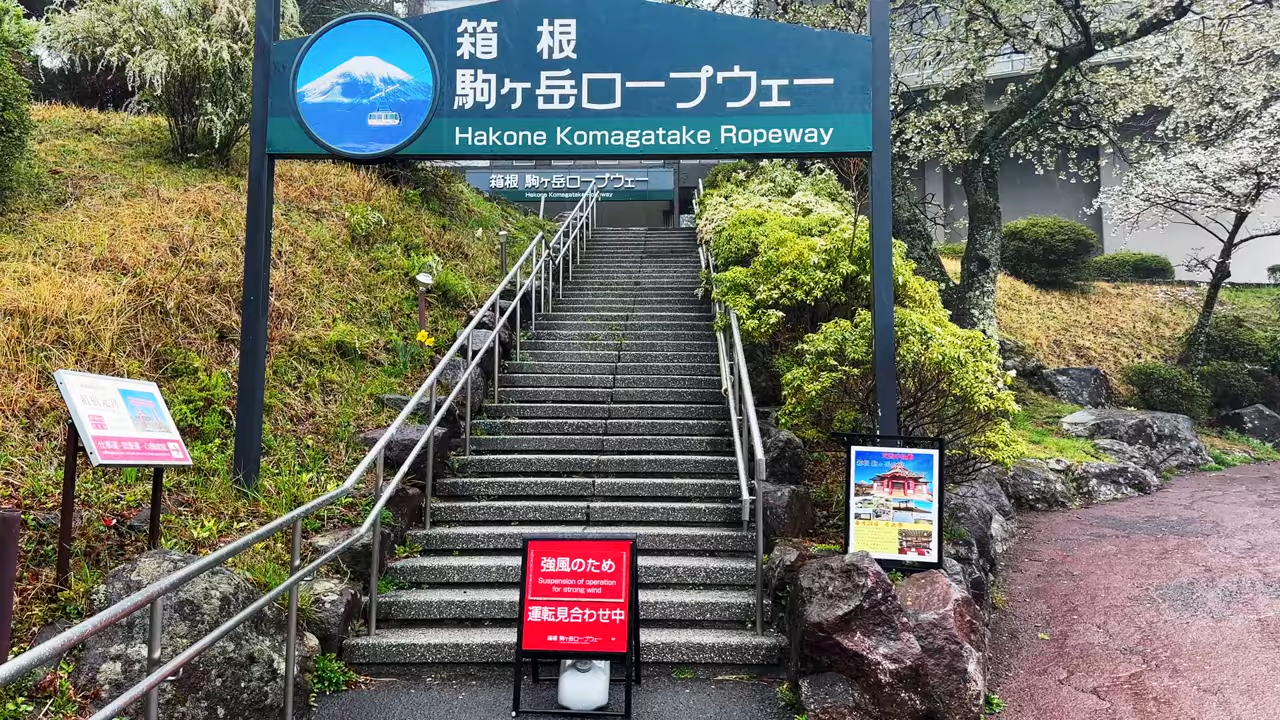 箱根
駒ヶ岳ロープウェー
Hakone Komagatake Ropeway
箱根 駒ヶ岳ロープウェー
Hakone Komagatake Ropeway
強風のため
Suspension of operation
for strong wind
運転見合わせ中
箱根 駒ヶ岳ロープウェー